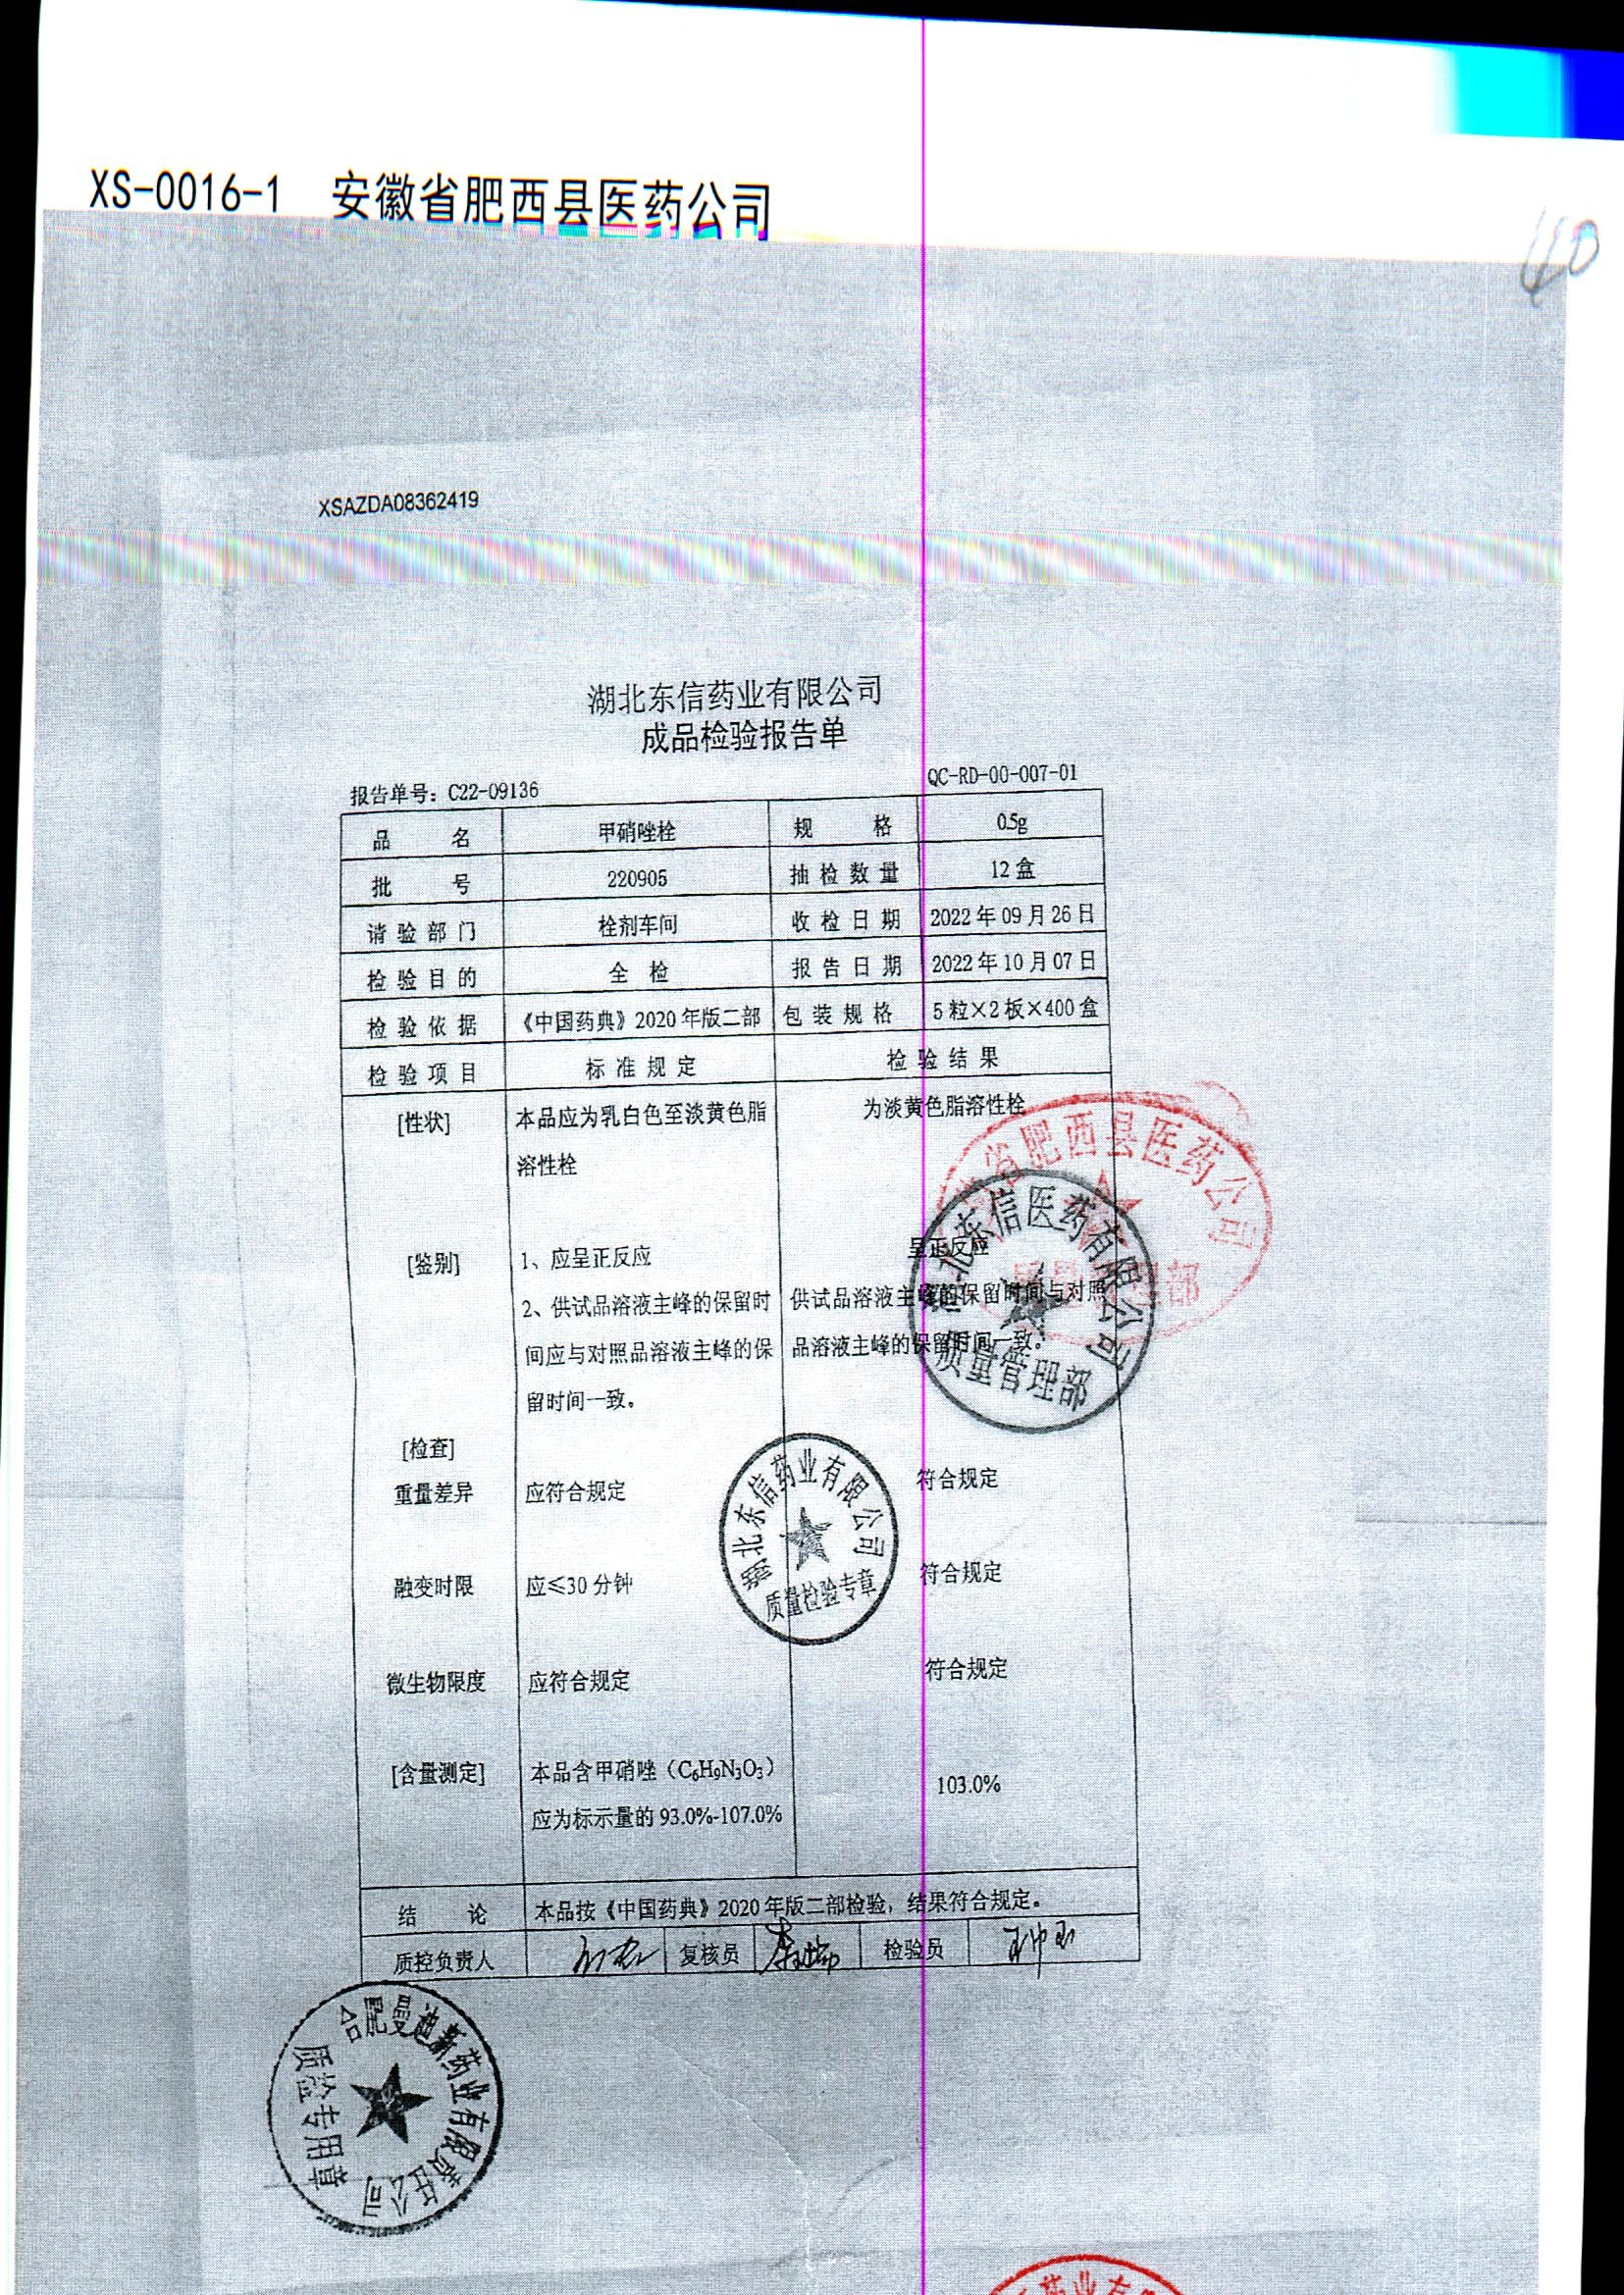 XS-0016-1 安徽省肥西县医药公司
110
XSAZDA08362419
湖北东信药业有限公司
成品检验报告单
报告单号：C22-09136 QC-RD-00-007-01
品名 甲硝唑栓 规格 0.5g
批号 220905 抽检数量 12盒
请验部门 栓剂车间 收检日期 2022年09月26日
检验目的 全检 报告日期 2022年10月07日
检验依据 《中国药典》2020年版二部 包装规格 5粒×2板×400盒
检验项目 标准规定 检验结果
[性状] 本品应为乳白色至淡黄色脂 为淡黄色脂溶性栓
溶性栓
省肥西县医药公司
北东信医药有限公司
质量管理部
[鉴别] 1、应呈正反应 呈正反应
2、供试品溶液主峰的保留时 供试品溶液主峰的保留时间与对照
间应与对照品溶液主峰的保 品溶液主峰的保留时间一致。
留时间一致。
[检查]
重量差异 应符合规定 符合规定
湖北东信药业有限公司
质量检验专章
融变时限 应≤30分钟 符合规定
微生物限度 应符合规定 符合规定
[含量测定] 本品含甲硝唑（C₆H₉N₃O₃） 103.0%
应为标示量的93.0%-107.0%
结论 本品按《中国药典》2020年版二部检验，结果符合规定。
质控负责人 复核员 检验员
合肥曼迪新药业有限责任公司
质检专用章
药业有